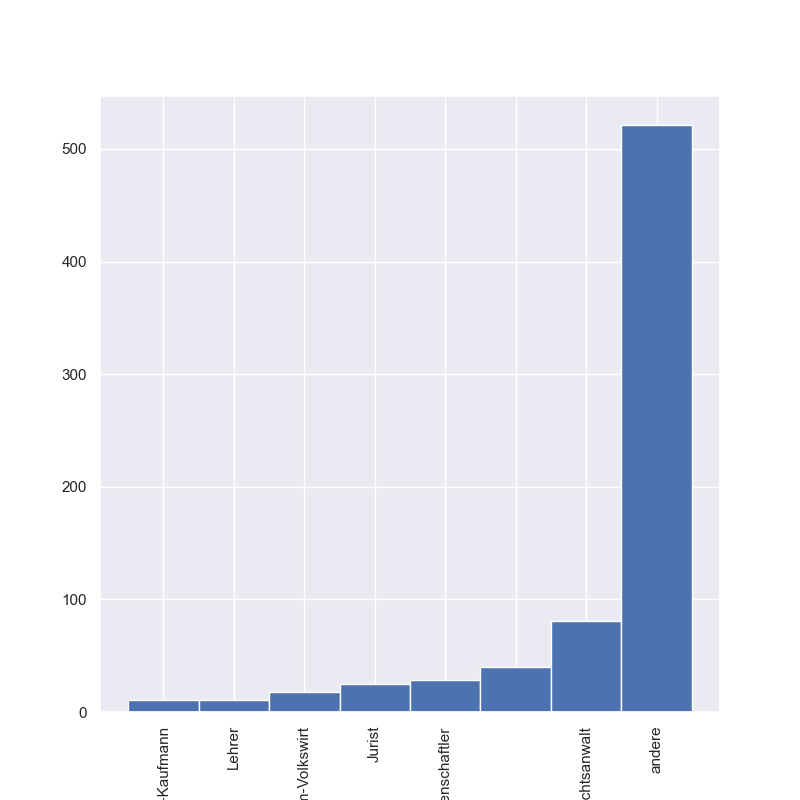 500
400
300
200
100
0
-Kaufmann
Lehrer
n-Volkswirt
Jurist
enschaftler
chtsanwalt
andere